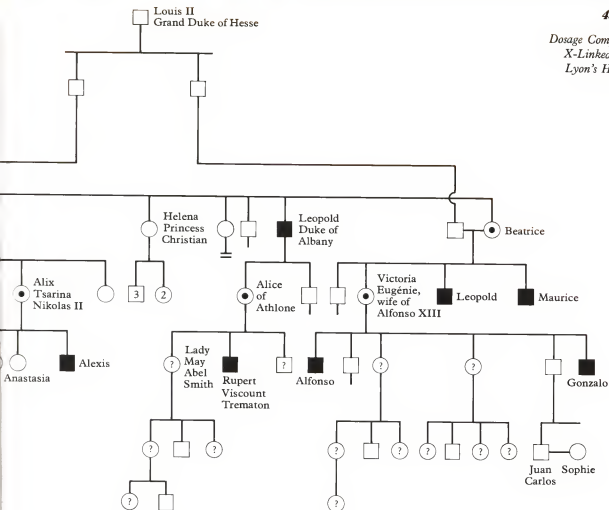 Louis II
Grand Duke of Hesse
4
Dosage Com
X-Linked
Lyon's H
Helena
Princess
Christian
Leopold
Duke of
Albany
Beatrice
Alix
Tsarina
Nikolas II
3
2
Alice
of
Athlone
Victoria
Eugénie,
wife of
Alfonso XIII
Leopold
Maurice
Anastasia
Alexis
?
Lady
May
Abel
Smith
Rupert
Viscount
Trematon
?
Alfonso
?
?
Gonzalo
?
?
?
?
?
?
?
Juan
Carlos
Sophie
?
?